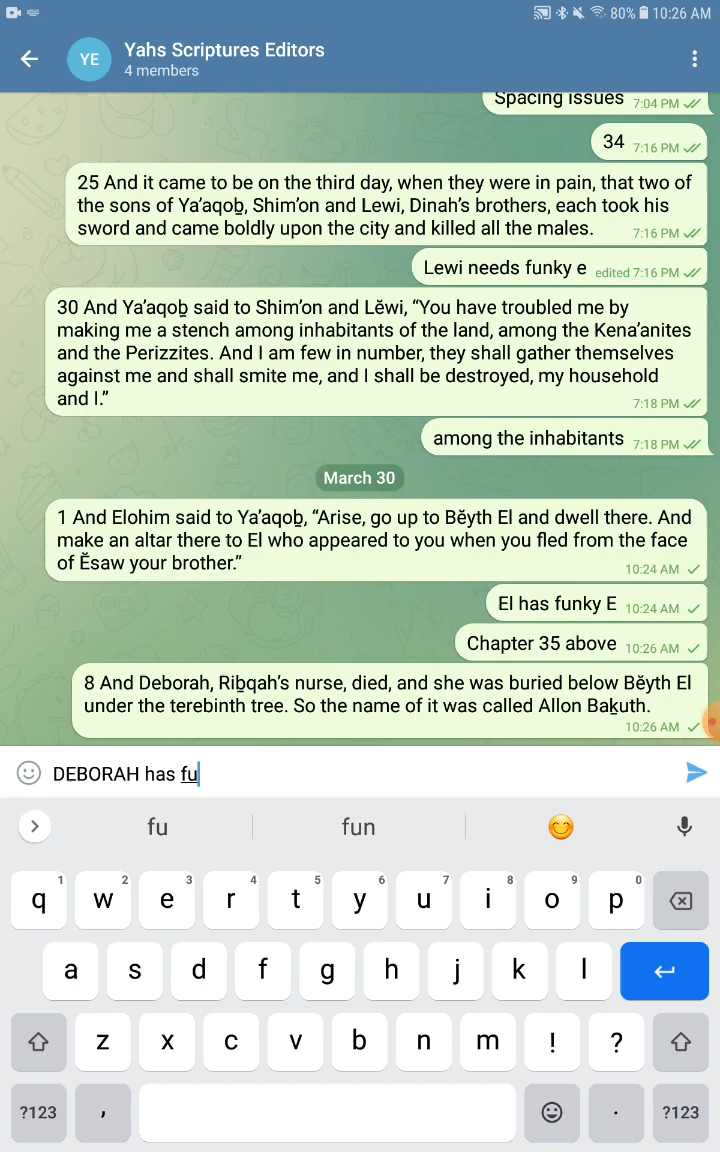 80% 10:26 AM
YE
Yahs Scriptures Editors
4 members
Spacing issues 7:04 PM
34 7:16 PM
25 And it came to be on the third day, when they were in pain, that two of
the sons of Ya’aqoḇ, Shim’on and Lewi, Dinah’s brothers, each took his
sword and came boldly upon the city and killed all the males. 7:16 PM
Lewi needs funky e edited 7:16 PM
30 And Ya’aqoḇ said to Shim’on and Lĕwi, “You have troubled me by
making me a stench among inhabitants of the land, among the Kena’anites
and the Perizzites. And I am few in number, they shall gather themselves
against me and shall smite me, and I shall be destroyed, my household
and I.”
7:18 PM
among the inhabitants 7:18 PM
March 30
1 And Elohim said to Ya’aqoḇ, “Arise, go up to Bĕyth El and dwell there. And
make an altar there to El who appeared to you when you fled from the face
of Ĕsaw your brother.”
10:24 AM
El has funky E 10:24 AM
Chapter 35 above 10:26 AM
8 And Deborah, Riḇqah’s nurse, died, and she was buried below Bĕyth El
under the terebinth tree. So the name of it was called Allon Baḵuth.
10:26 AM
DEBORAH has fu
fu fun
1 2 3 4 5 6 7 8 9 0
q w e r t y u i o p
a s d f g h j k l
z x c v b n m ! ?
?123 , . ?123